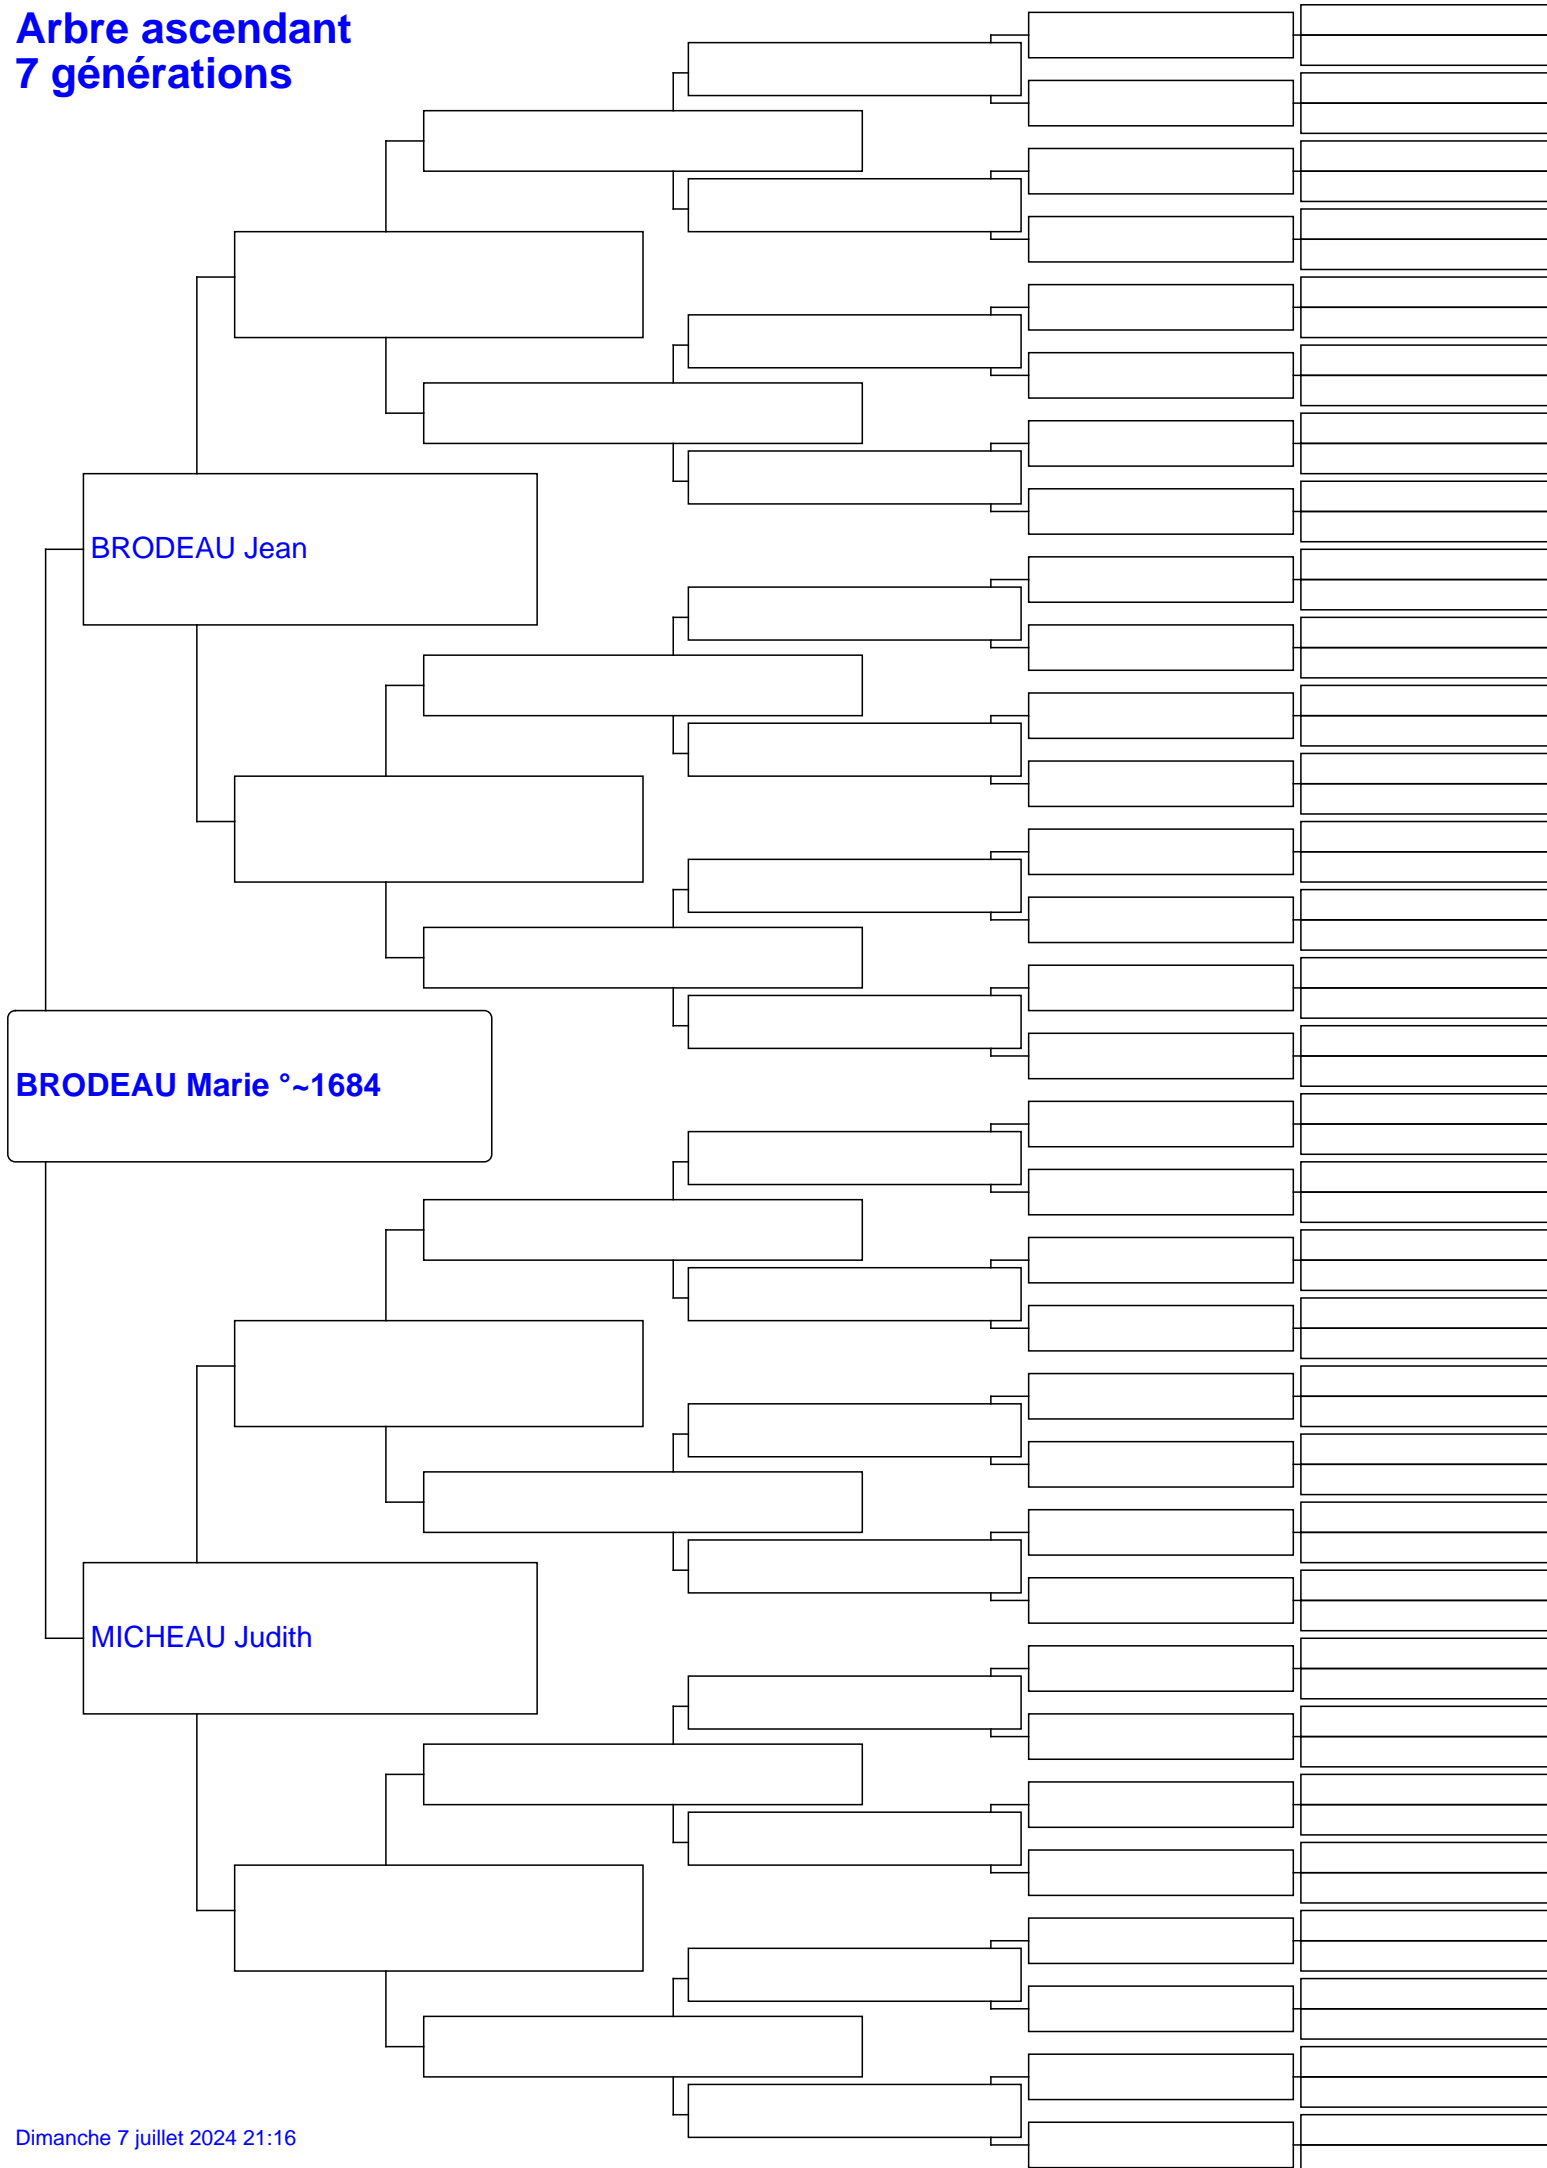 Arbre ascendant
7 générations
BRODEAU Jean
BRODEAU Marie °~1684
MICHEAU Judith
Dimanche 7 juillet 2024 21:16